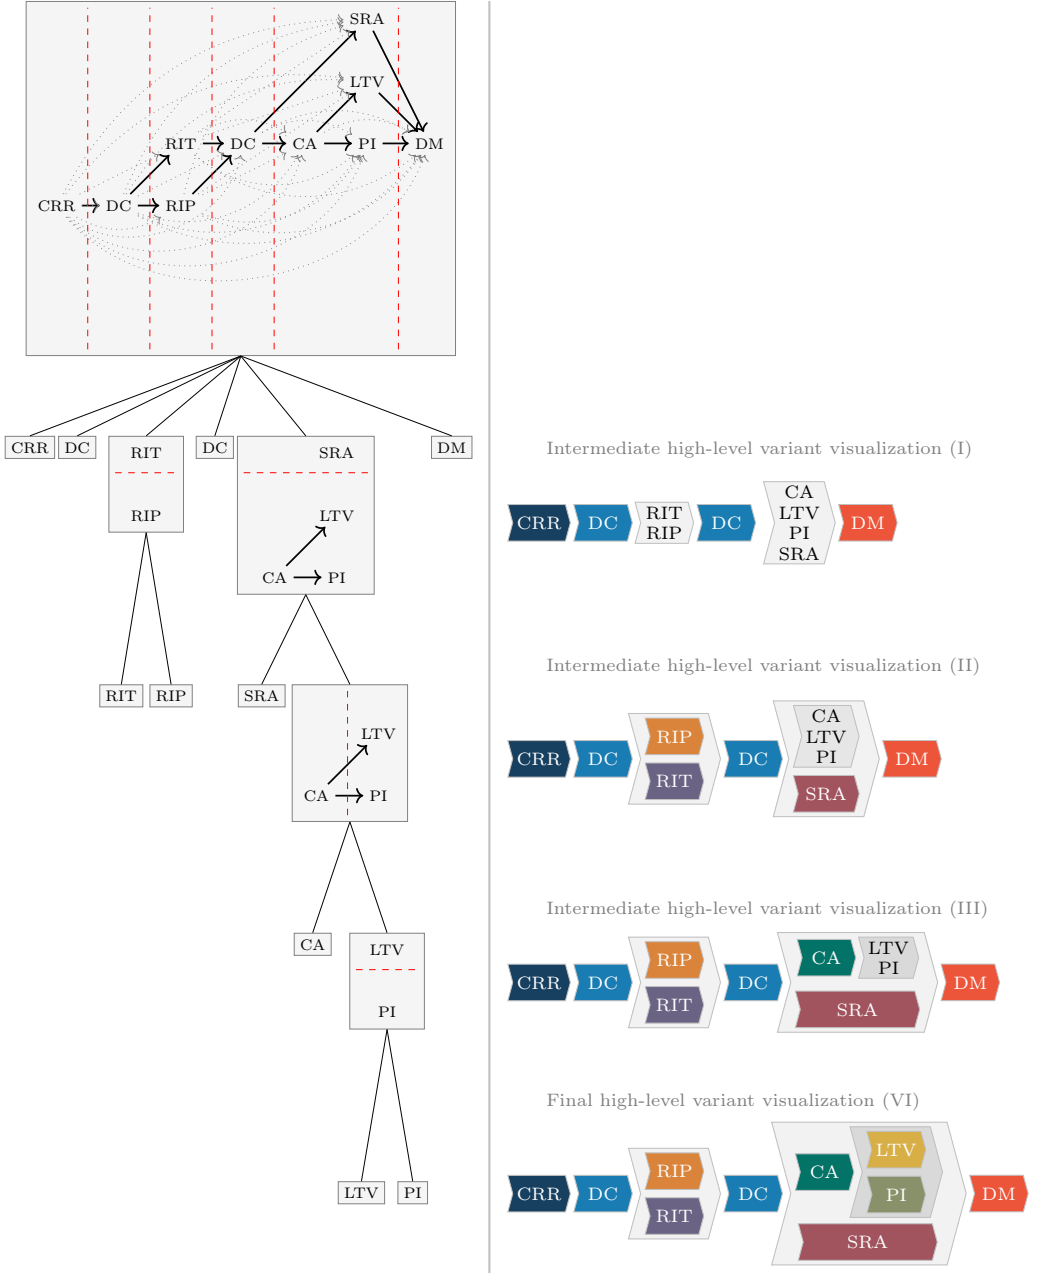 SRA
LTV
RIT DC CA PI DM
CRR DC RIP
CRR DC RIT DC SRA DM
RIP
LTV
CA PI
RIT RIP SRA
LTV
CA PI
CA
LTV
PI
LTV PI
Intermediate high-level variant visualization (I)
CRR DC RIT DC CA DM
RIP LTV
PI
SRA
Intermediate high-level variant visualization (II)
CA
LTV
PI
CRR DC RIP DC DM
RIT SRA
Intermediate high-level variant visualization (III)
CRR DC RIP DC CA LTV DM
PI
RIT SRA
Final high-level variant visualization (VI)
LTV
CRR DC RIP DC CA DM
PI
RIT
SRA